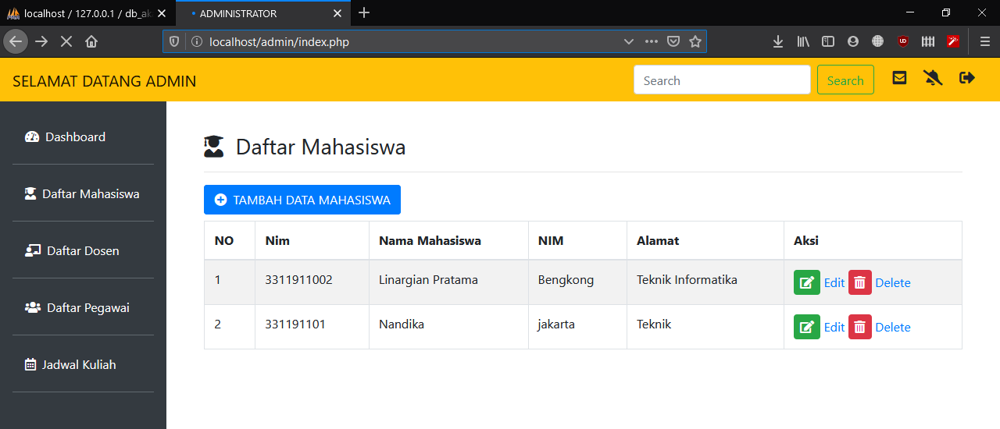 localhost / 127.0.0.1 / db_ak
ADMINISTRATOR
localhost/admin/index.php
SELAMAT DATANG ADMIN
Search
Search
Dashboard
Daftar Mahasiswa
Daftar Dosen
Daftar Pegawai
Jadwal Kuliah
Daftar Mahasiswa
TAMBAH DATA MAHASISWA
NO Nim Nama Mahasiswa NIM Alamat Aksi
1 3311911002 Linargian Pratama Bengkong Teknik Informatika Edit Delete
2 331191101 Nandika jakarta Teknik Edit Delete